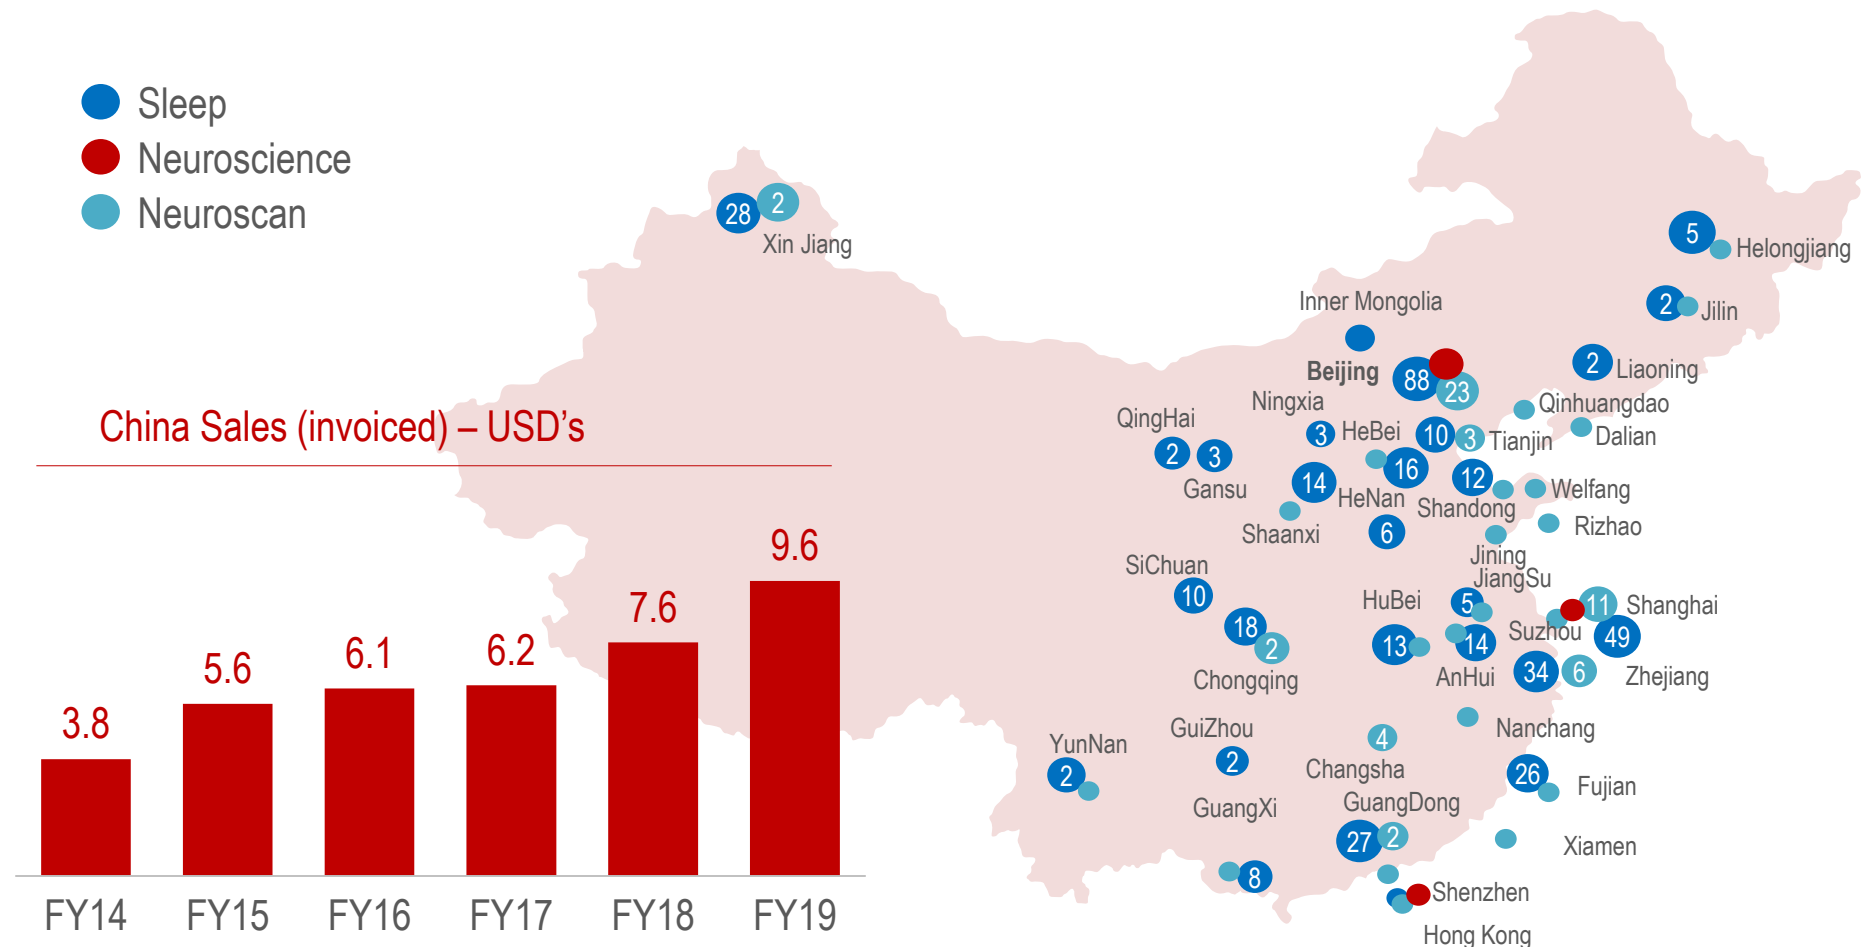 Sleep
Neuroscience
Neuroscan
China Sales (invoiced) – USD's
3.8
5.6
6.1
6.2
7.6
9.6
FY14
FY15
FY16
FY17
FY18
FY19
28
2
Xin Jiang
5
Helongjiang
2
Jilin
Inner Mongolia
2
Liaoning
Beijing
88
23
Ningxia
3
Qinhuangdao
Dalian
QingHai
2
3
Gansu
HeBei
10
3
Tianjin
16
14
HeNan
12
Shandong
Welfang
Shaanxi
6
Rizhao
Jining
SiChuan
10
JiangSu
5
HuBei
11
Shanghai
18
2
Chongqing
13
14
AnHui
Suzhou
49
34
6
Zhejiang
Nanchang
YunNan
2
GuiZhou
2
4
Changsha
26
Fujian
GuangXi
GuangDong
27
2
Xiamen
8
Shenzhen
Hong Kong